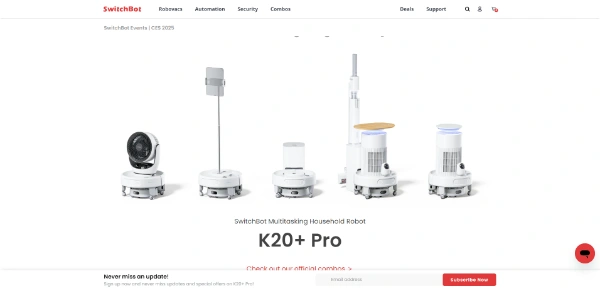 SwitchBot
Robovacs Automation Security Combos Deals Support
SwitchBot Events | CES 2025
SwitchBot Multitasking Household Robot
K20+ Pro
Check out our official combos >
Never miss an update!
Sign up now and never miss updates and special offers on K20+ Pro!
Email address
Subscribe Now